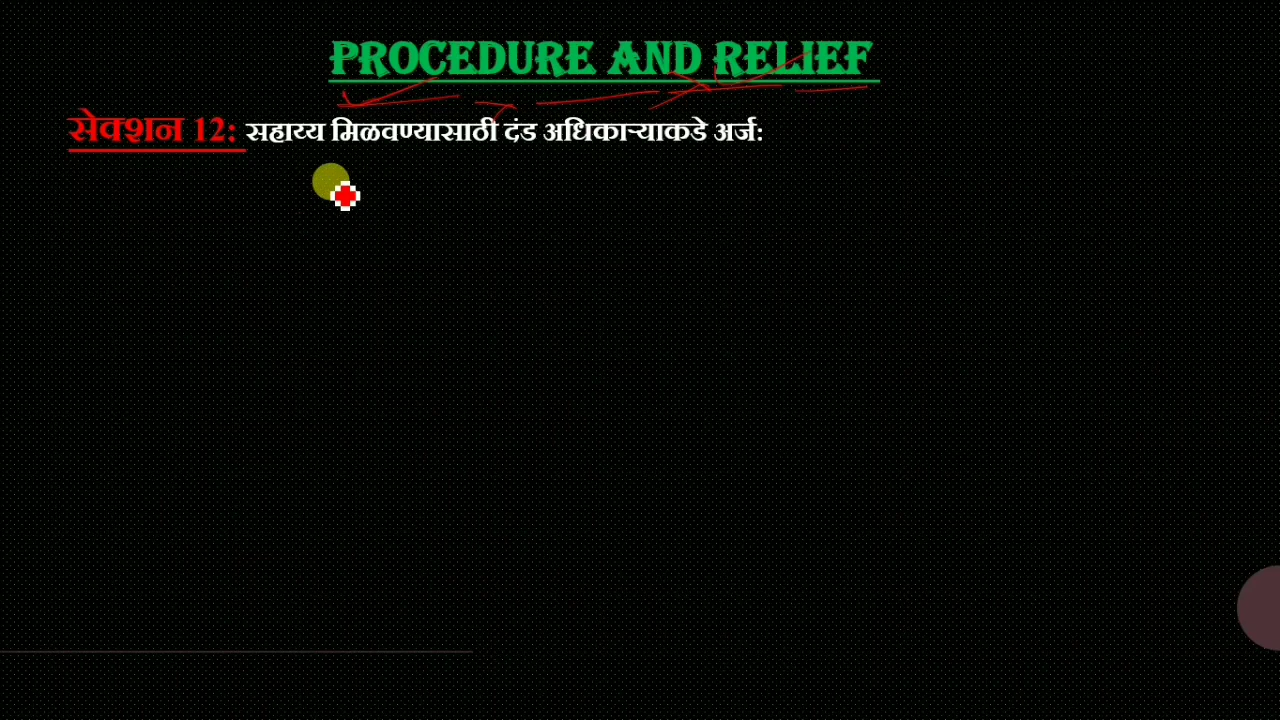 PROCEDURE AND RELIEF
सेक्शन 12: सहाय्य मिळवण्यासाठी दंड अधिकाऱ्याकडे अर्ज: